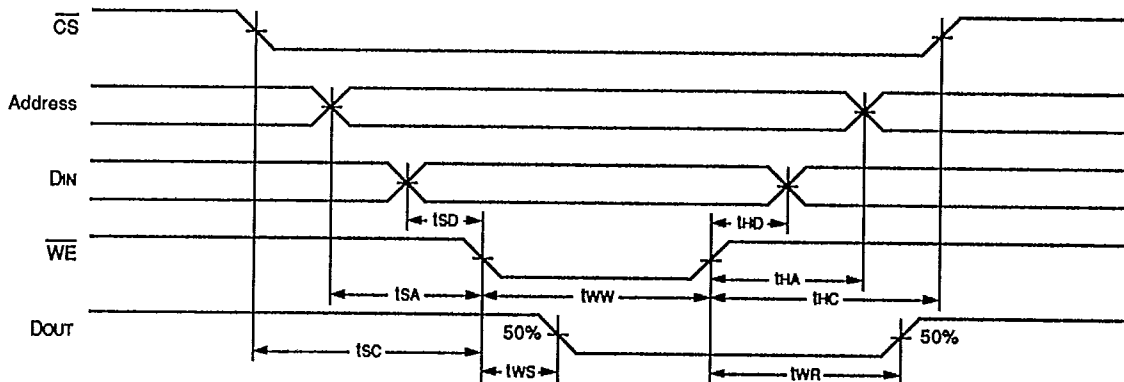 CS
Address
DIN
tSD
tHD
WE
tHA
tSA
tWW
tHC
DOUT
50%
50%
tSC
tWS
tWR